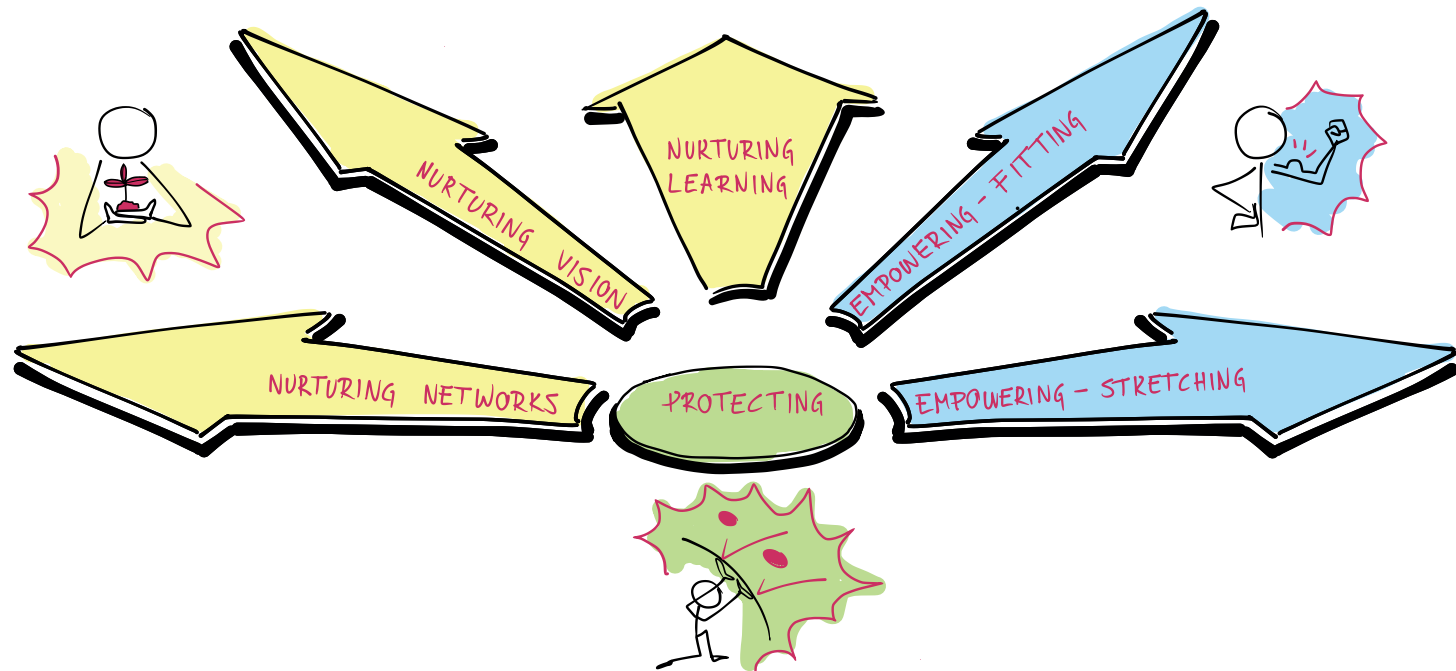 NURTURING NETWORKS
NURTURING VISION
NURTURING
LEARNING
EMPOWERING - FITTING
EMPOWERING - STRETCHING
PROTECTING